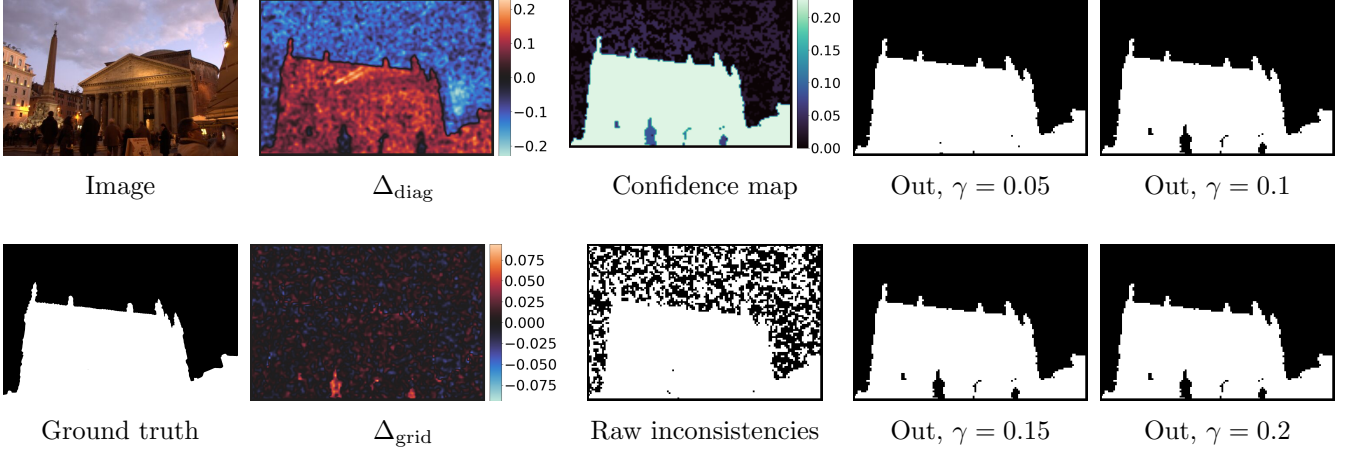 0.2
0.1
0.0
−0.1
−0.2
0.20
0.15
0.10
0.05
0.00
Image
Δdiag
Confidence map
Out, γ = 0.05
Out, γ = 0.1
0.075
0.050
0.025
0.000
−0.025
−0.050
−0.075
Ground truth
Δgrid
Raw inconsistencies
Out, γ = 0.15
Out, γ = 0.2